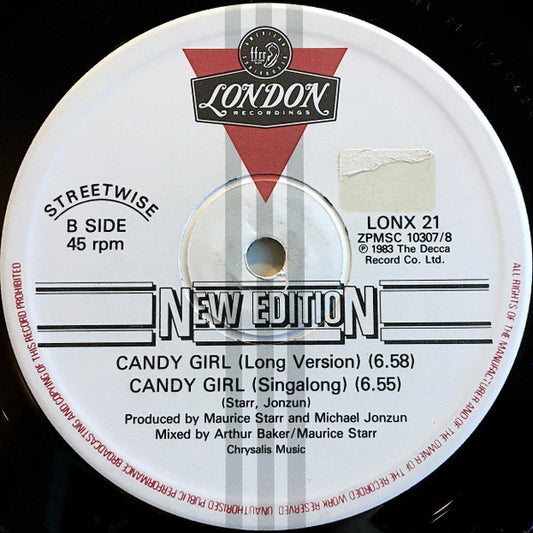 ffrr
LONDON
RECORDINGS
STREETWISE
B SIDE
45 rpm
LONX 21
ZPMSC 10307/8
℗ 1983 The Decca
Record Co. Ltd.
NEW EDITION
CANDY GIRL (Long Version) (6.58)
CANDY GIRL (Singalong) (6.55)
(Starr, Jonzun)
Produced by Maurice Starr and Michael Jonzun
Mixed by Arthur Baker/Maurice Starr
Chrysalis Music
ALL RIGHTS OF THE MANUFACTURER AND OF THE OWNER OF THE RECORDED WORK RESERVED UNAUTHORISED PUBLIC PERFORMANCE BROADCASTING AND COPYING OF THIS RECORD PROHIBITED